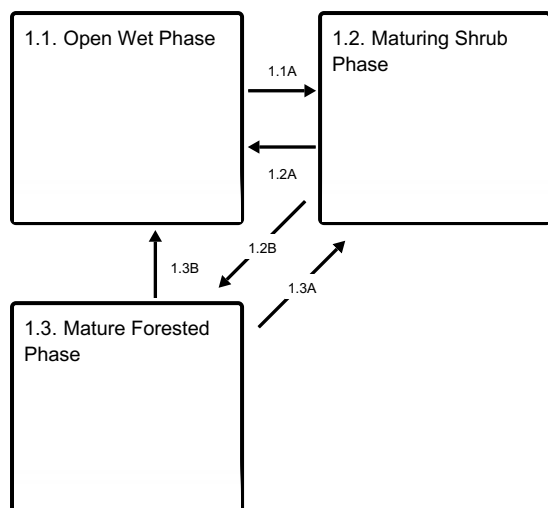 1.1. Open Wet Phase
1.2. Maturing Shrub
Phase
1.1A
1.2A
1.2B
1.3B
1.3A
1.3. Mature Forested
Phase